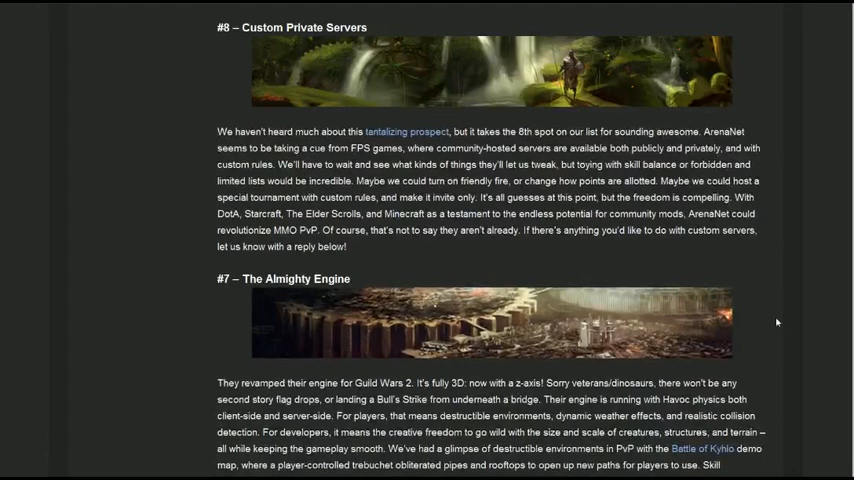 #8 – Custom Private Servers
We haven't heard much about this tantalizing prospect, but it takes the 8th spot on our list for sounding awesome. ArenaNet
seems to be taking a cue from FPS games, where community-hosted servers are available both publicly and privately, and with
custom rules. We'll have to wait and see what kinds of things they'll let us tweak, but toying with skill balance or forbidden and
limited lists would be incredible. Maybe we could turn on friendly fire, or change how points are allotted. Maybe we could host a
special tournament with custom rules, and make it invite only. It's all guesses at this point, but the freedom is compelling. With
DotA, Starcraft, The Elder Scrolls, and Minecraft as a testament to the endless potential for community mods, ArenaNet could
revolutionize MMO PvP. Of course, that's not to say they aren't already. If there's anything you'd like to do with custom servers,
let us know with a reply below!
#7 – The Almighty Engine
They revamped their engine for Guild Wars 2. It's fully 3D: now with a z-axis! Sorry veterans/dinosaurs, there won't be any
second story flag drops, or landing a Bull's Strike from underneath a bridge. Their engine is running with Havoc physics both
client-side and server-side. For players, that means destructible environments, dynamic weather effects, and realistic collision
detection. For developers, it means the creative freedom to go wild with the size and scale of creatures, structures, and terrain –
all while keeping the gameplay smooth. We've had a glimpse of destructible environments in PvP with the Battle of Kyhlo demo
map, where a player-controlled trebuchet obliterated pipes and rooftops to open up new paths for players to use. Skill